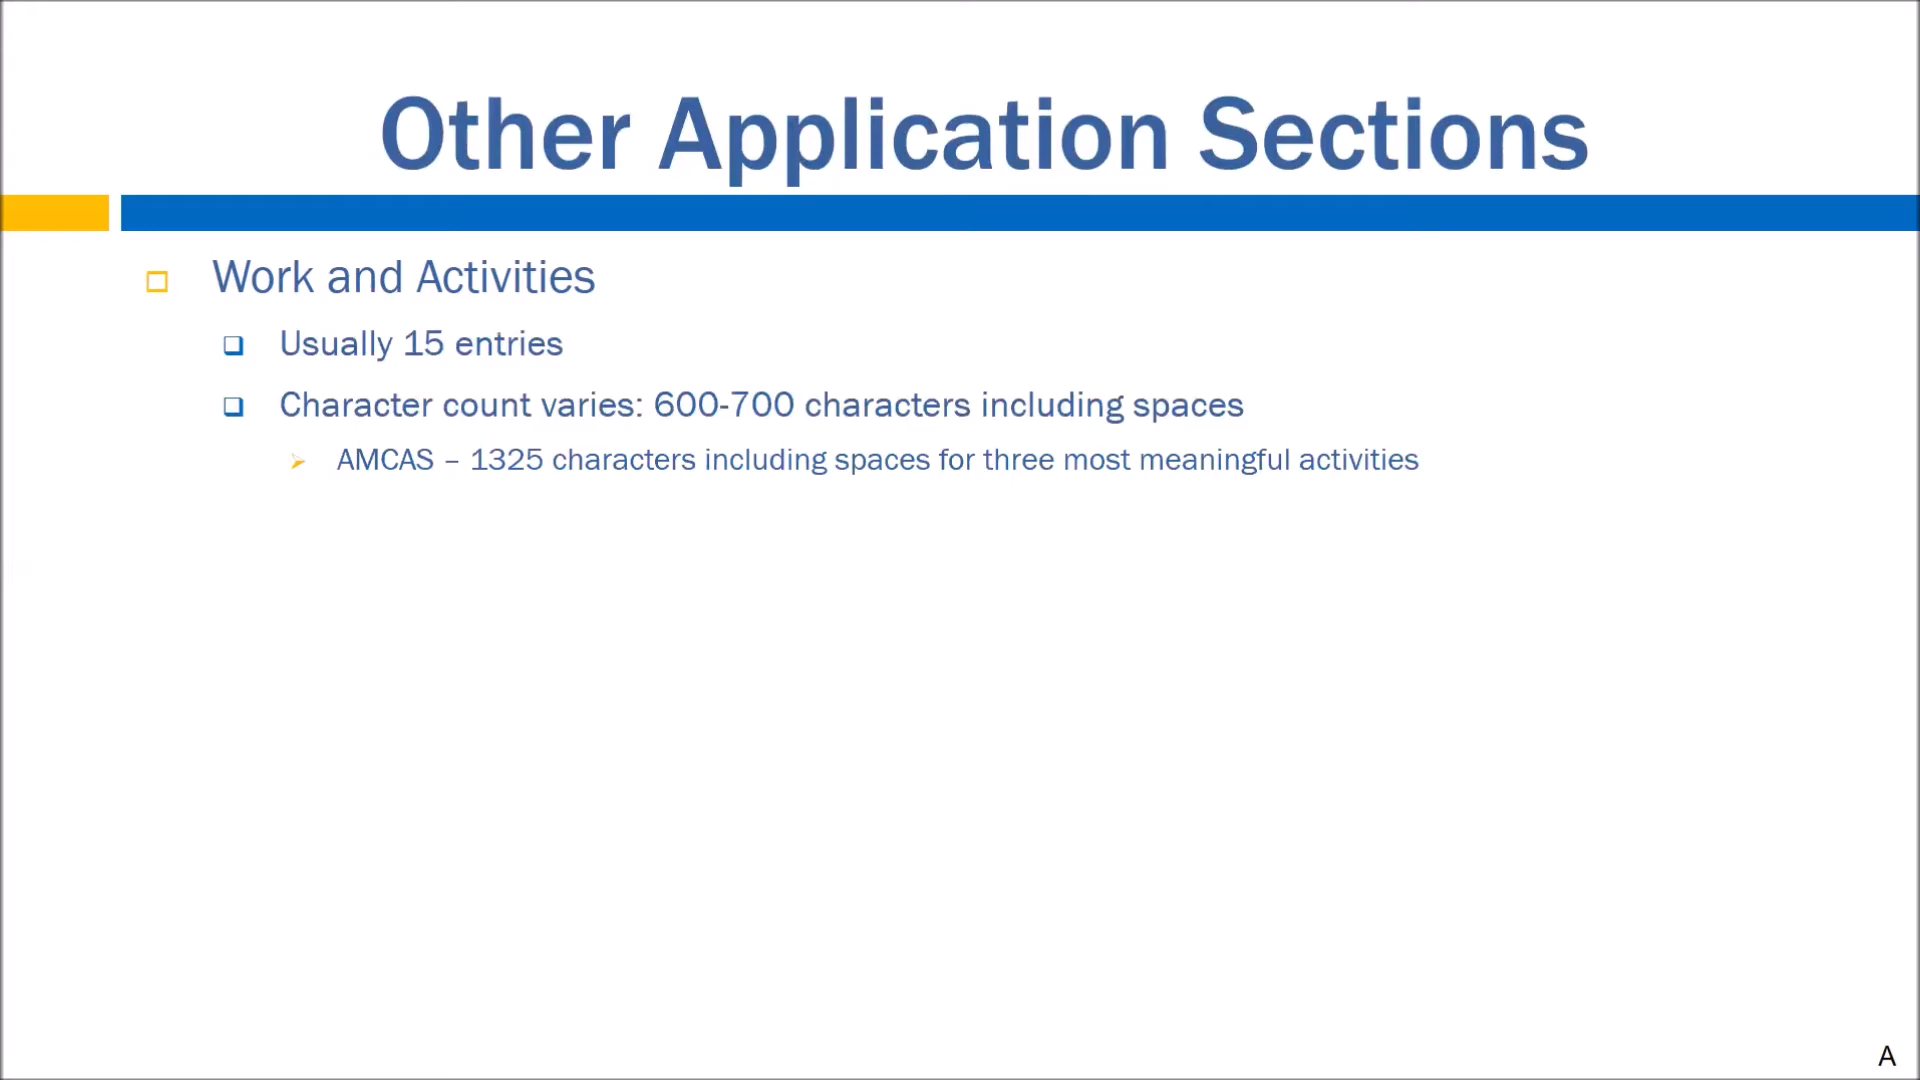 Other Application Sections
Work and Activities
Usually 15 entries
Character count varies: 600-700 characters including spaces
AMCAS – 1325 characters including spaces for three most meaningful activities
A